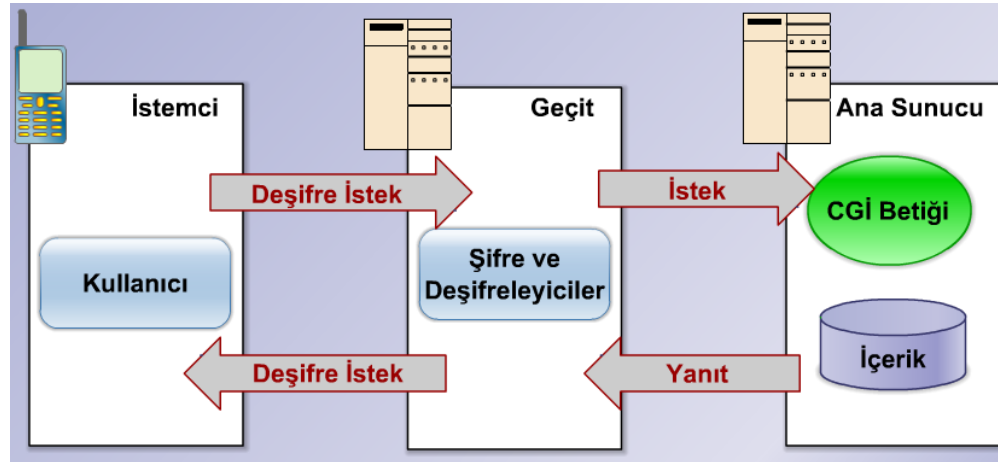 İstemci
Geçit
Ana Sunucu
Deşifre İstek
İstek
CGİ Betiği
Kullanıcı
Şifre ve
Deşifreleyiciler
Deşifre İstek
Yanıt
İçerik